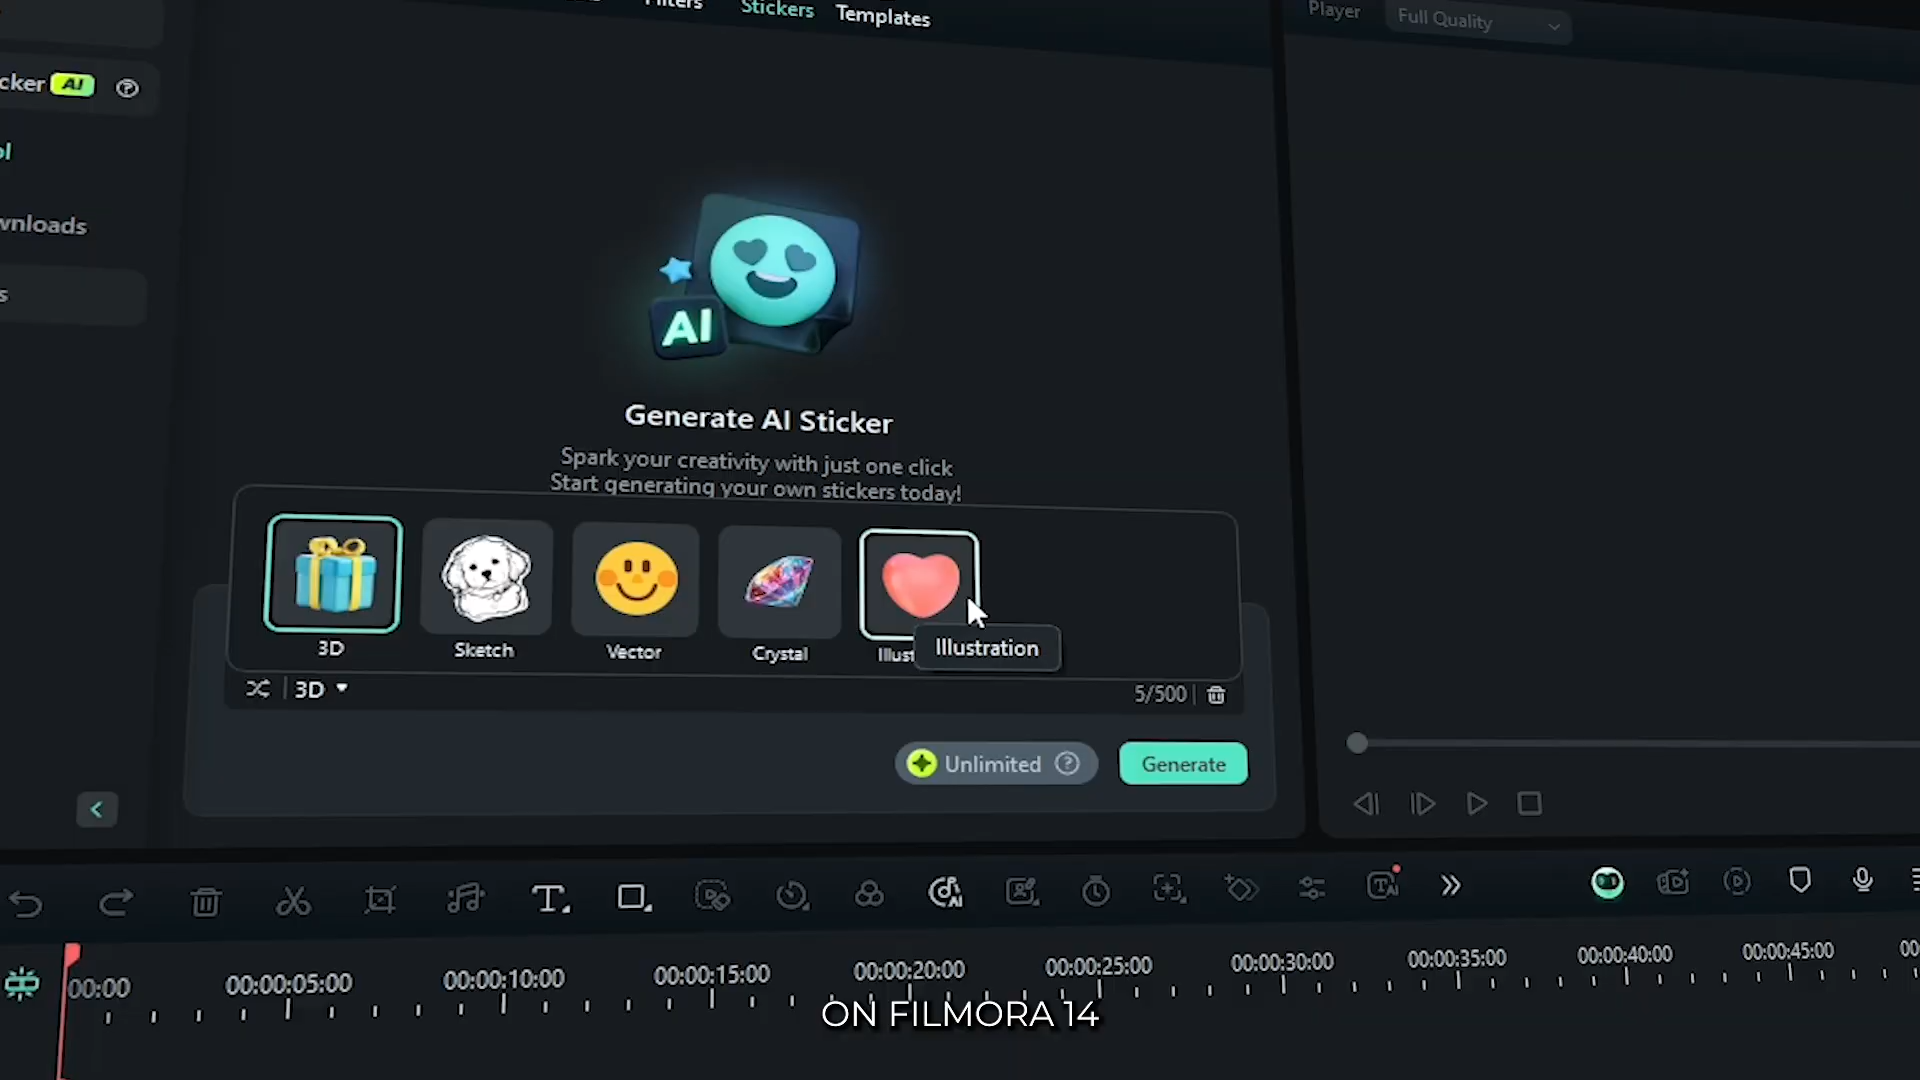 Filters
Stickers
Templates
Player
Full Quality
cker AI
ol
wnloads
s
AI
Generate AI Sticker
Spark your creativity with just one click
Start generating your own stickers today!
3D
Sketch
Vector
Crystal
Illust
Illustration
3D
5/500
Unlimited
Generate
00:00
00:00:05:00
00:00:10:00
00:00:15:00
00:00:20:00
00:00:25:00
00:00:30:00
00:00:35:00
00:00:40:00
00:00:45:00
00
ON FILMORA 14